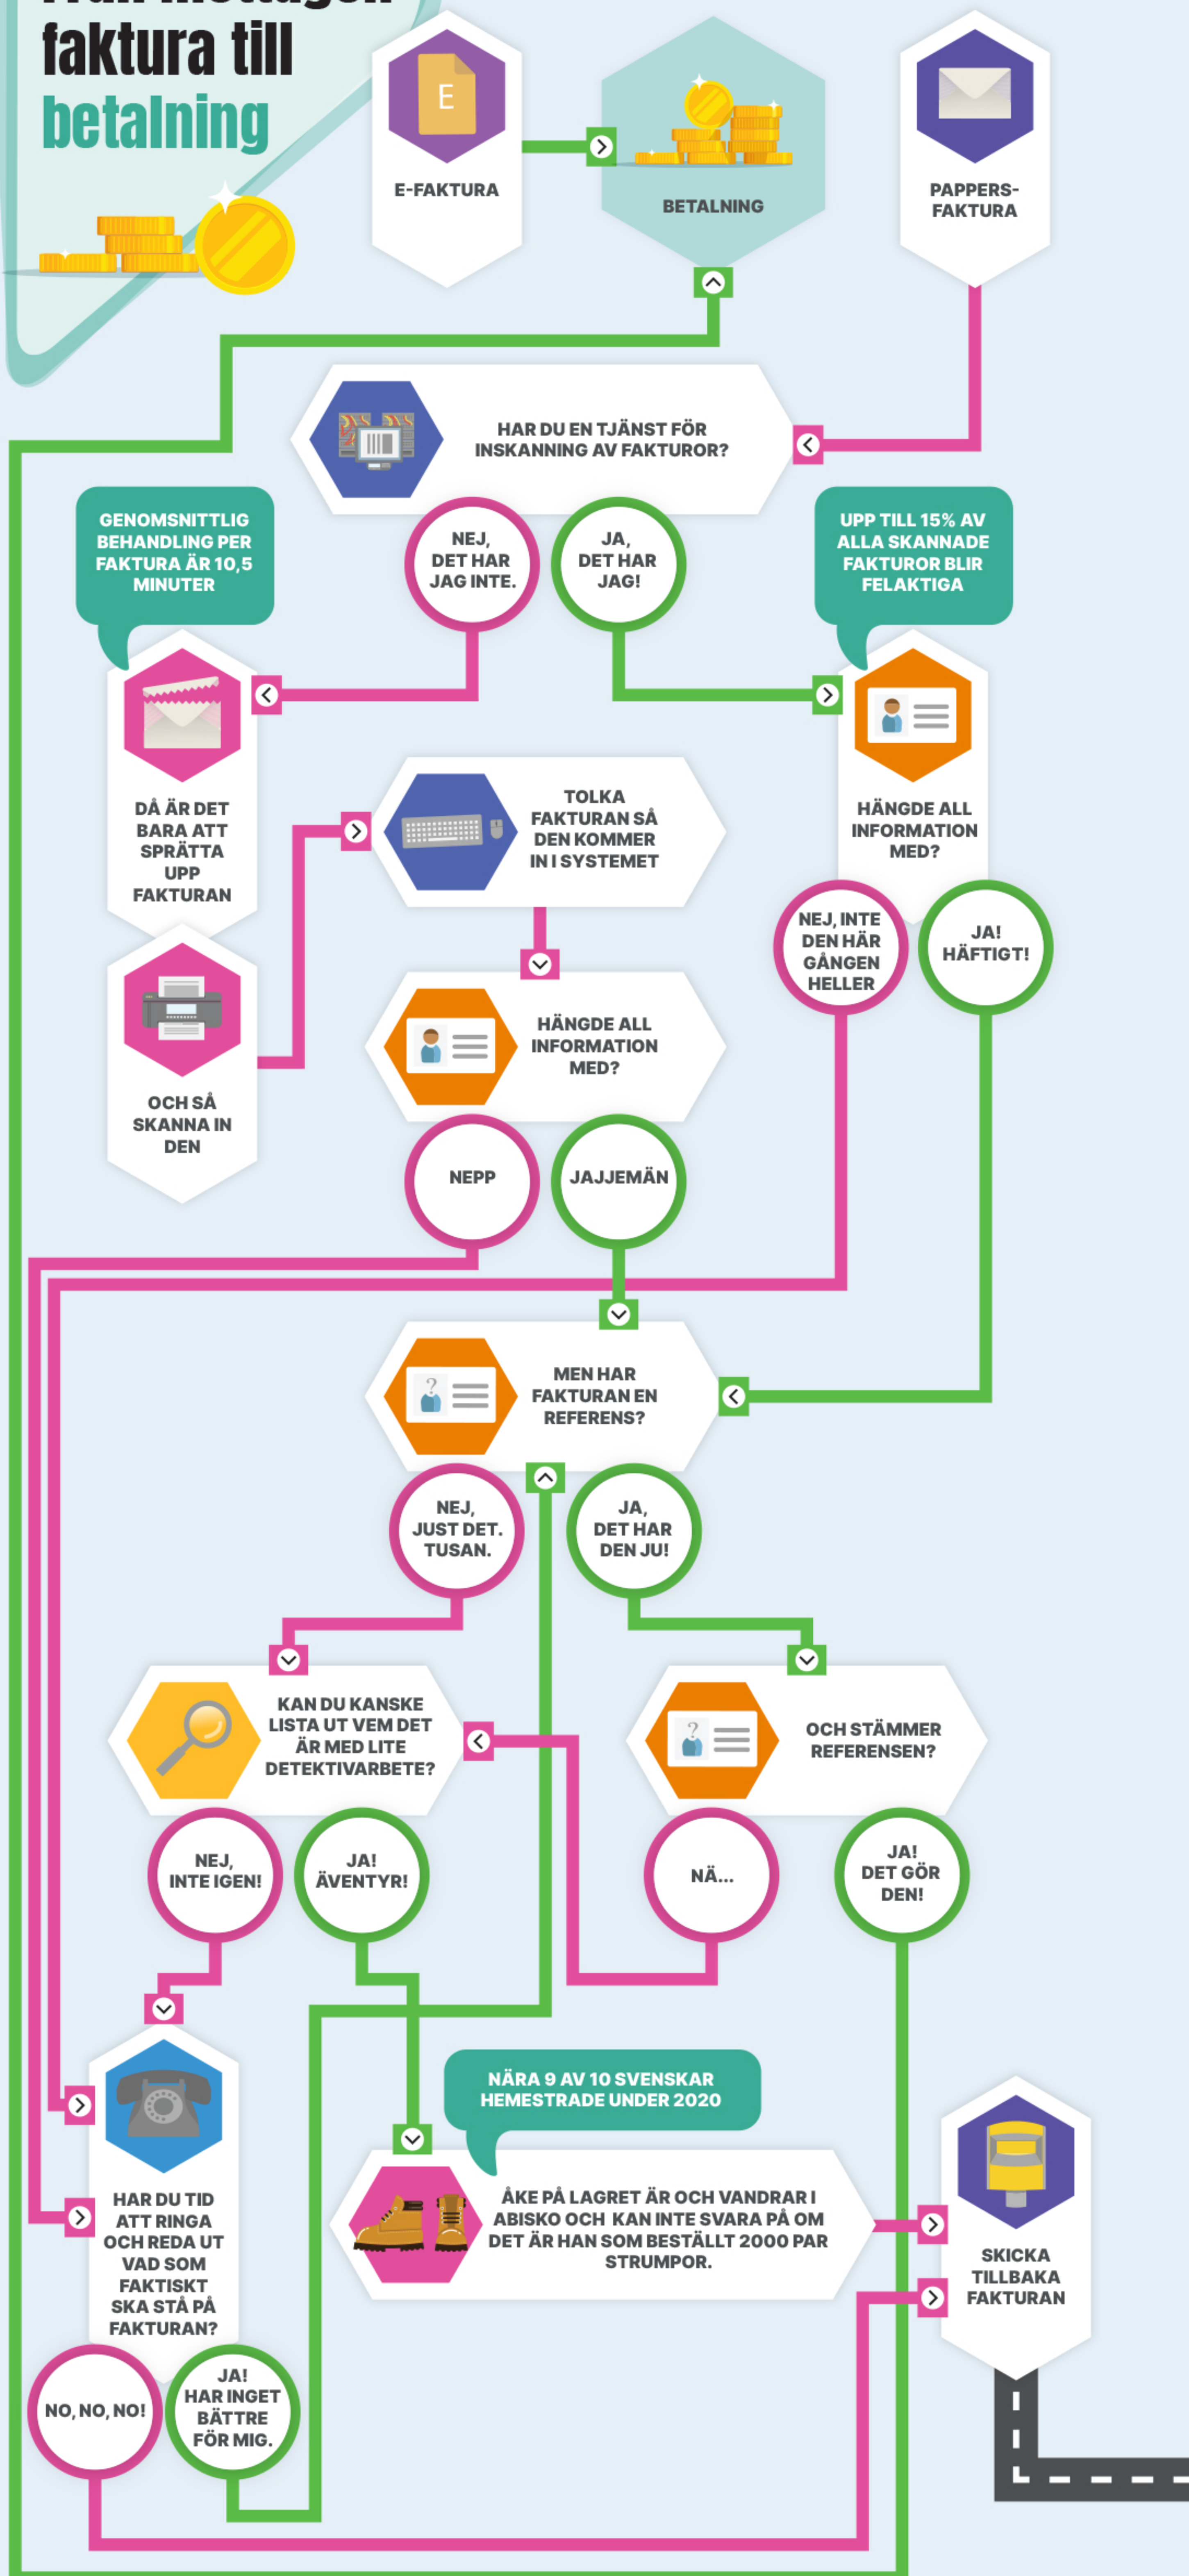 faktura till
betalning
E
E-FAKTURA
BETALNING
PAPPERS-
FAKTURA
HAR DU EN TJÄNST FÖR
INSKANNING AV FAKTUROR?
NEJ,
DET HAR
JAG INTE.
JA,
DET HAR
JAG!
GENOMSNITTLIG
BEHANDLING PER
FAKTURA ÄR 10,5
MINUTER
UPP TILL 15% AV
ALLA SKANNADE
FAKTUROR BLIR
FELAKTIGA
DÅ ÄR DET
BARA ATT
SPRÄTTA
UPP
FAKTURAN
TOLKA
FAKTURAN SÅ
DEN KOMMER
IN I SYSTEMET
HÄNGDE ALL
INFORMATION
MED?
NEJ, INTE
DEN HÄR
GÅNGEN
HELLER
JA!
HÄFTIGT!
OCH SÅ
SKANNA IN
DEN
HÄNGDE ALL
INFORMATION
MED?
NEPP
JAJJEMÄN
MEN HAR
FAKTURAN EN
REFERENS?
?
NEJ,
JUST DET.
TUSAN.
JA,
DET HAR
DEN JU!
KAN DU KANSKE
LISTA UT VEM DET
ÄR MED LITE
DETEKTIVARBETE?
?
OCH STÄMMER
REFERENSEN?
NEJ,
INTE IGEN!
JA!
ÄVENTYR!
NÄ...
JA!
DET GÖR
DEN!
NÄRA 9 AV 10 SVENSKAR
HEMESTRADE UNDER 2020
HAR DU TID
ATT RINGA
OCH REDA UT
VAD SOM
FAKTISKT
SKA STÅ PÅ
FAKTURAN?
ÅKE PÅ LAGRET ÄR OCH VANDRAR I
ABISKO OCH KAN INTE SVARA PÅ OM
DET ÄR HAN SOM BESTÄLLT 2000 PAR
STRUMPOR.
SKICKA
TILLBAKA
FAKTURAN
NO, NO, NO!
JA!
HAR INGET
BÄTTRE
FÖR MIG.